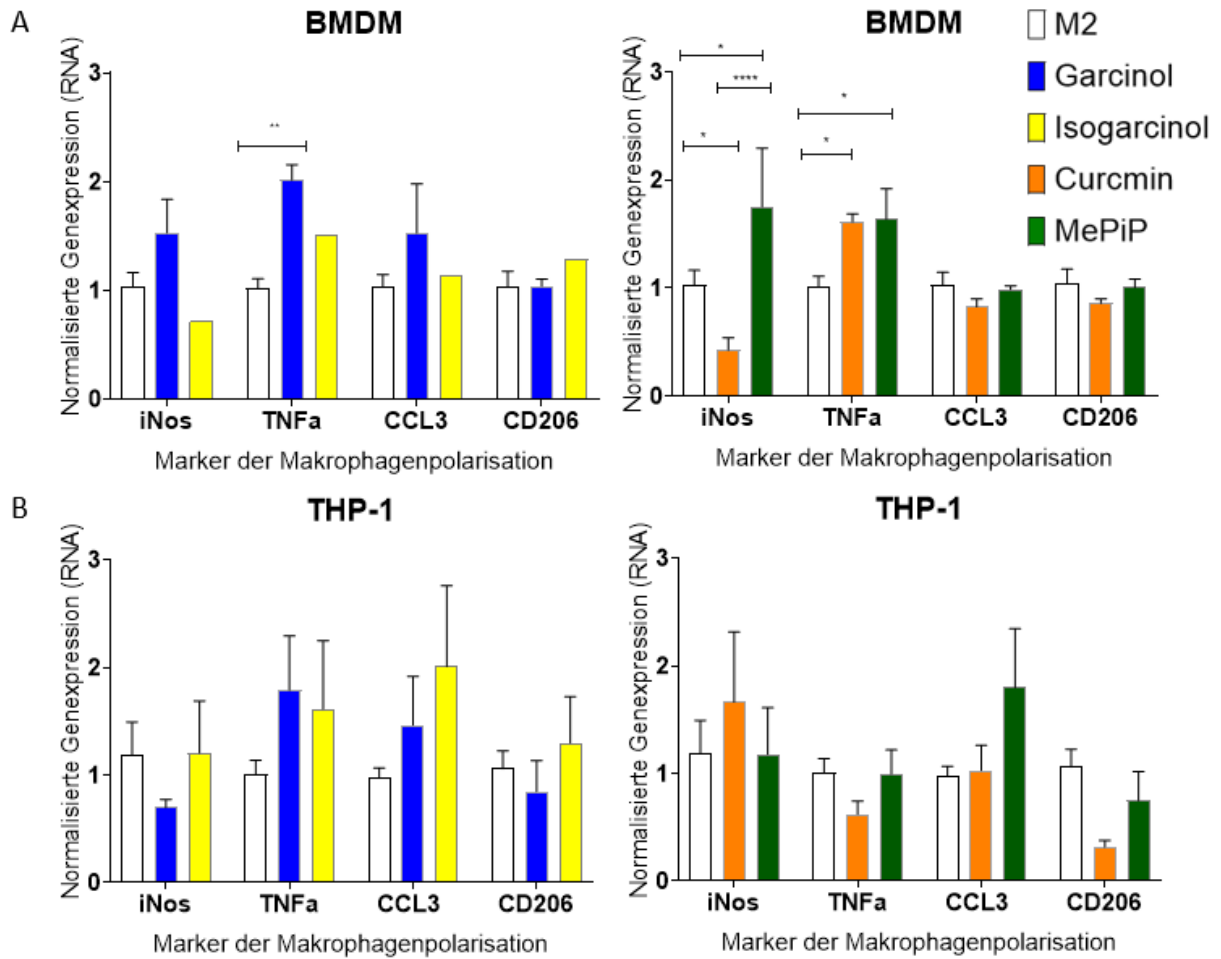 A
BMDM
Normalisierte Genexpression (RNA)
3
2
1
0
**
iNos TNFa CCL3 CD206
Marker der Makrophagenpolarisation
BMDM
Normalisierte Genexpression (RNA)
3
2
1
0
*
****
*
*
*
iNos TNFa CCL3 CD206
Marker der Makrophagenpolarisation
M2
Garcinol
Isogarcinol
Curcmin
MePiP
B
THP-1
Normalisierte Genexpression (RNA)
3
2
1
0
iNos TNFa CCL3 CD206
Marker der Makrophagenpolarisation
THP-1
Normalisierte Genexpression (RNA)
3
2
1
0
iNos TNFa CCL3 CD206
Marker der Makrophagenpolarisation